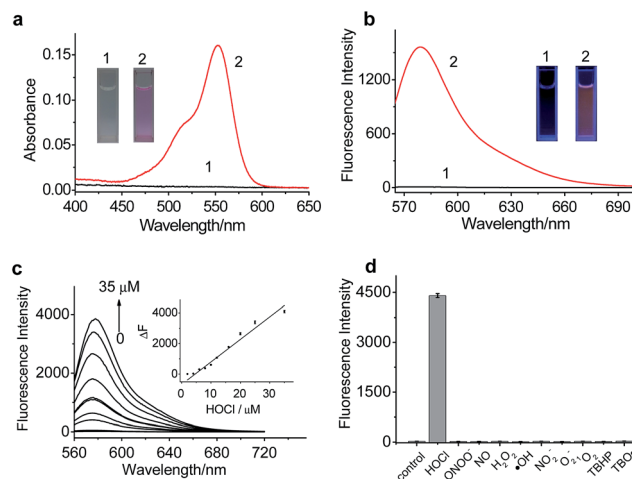 a
0.15
0.10
0.05
0.00
Absorbance
1 2
2
1
400 450 500 550 600 650
Wavelength/nm
b
1200
600
0
Fluorescence Intensity
2
1
1 2
570 600 630 660 690
Wavelength/nm
c
4000
2000
0
Fluorescence Intensity
35 μM
0
6000
4000
2000
0
ΔF
0 10 20 30
HOCl / μM
560 600 640 680 720
Wavelength/nm
d
4500
3000
1500
0
Fluorescence Intensity
control HOCl ONOO⁻ NO H₂O₂ •OH NO₂⁻ O₂⁻ ¹O₂ TBHP